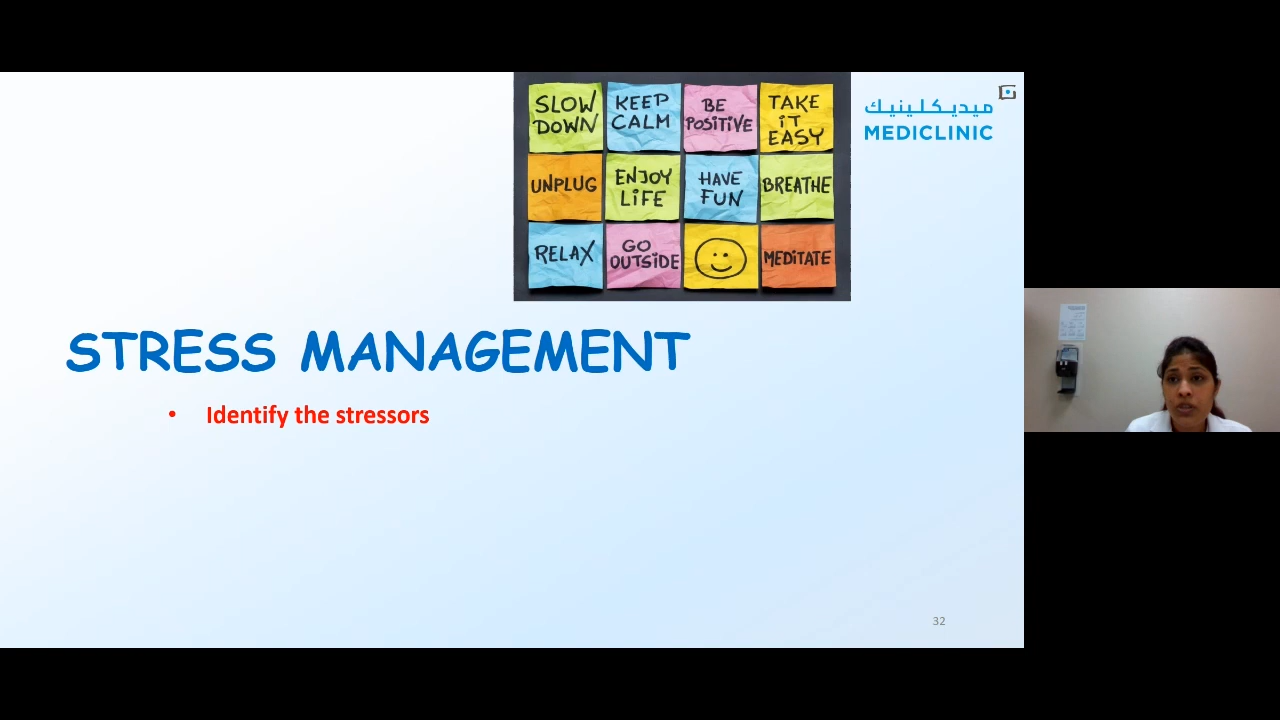 SLOW
DOWN
KEEP
CALM
BE
POSiTiVE
TAKE
iT
EASY
UNPLUG
ENJOY
LiFE
HAVE
FUN
BREATHE
RELAX
GO
OUTSiDE
MEDiTATE
ميديكلينيك
MEDICLINIC
STRESS MANAGEMENT
• Identify the stressors
32